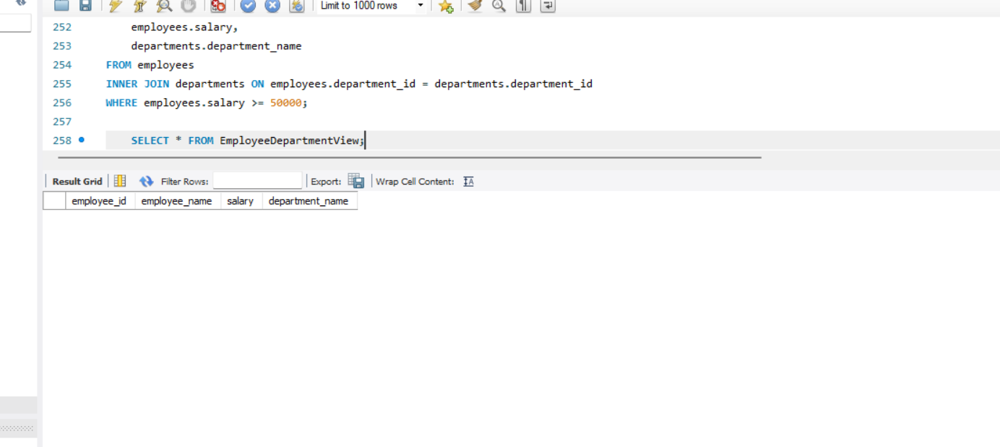 Limit to 1000 rows
252 employees.salary,
253 departments.department_name
254 FROM employees
255 INNER JOIN departments ON employees.department_id = departments.department_id
256 WHERE employees.salary >= 50000;
257
258 SELECT * FROM EmployeeDepartmentView;
Result Grid Filter Rows: Export: Wrap Cell Content: IA
employee_id employee_name salary department_name